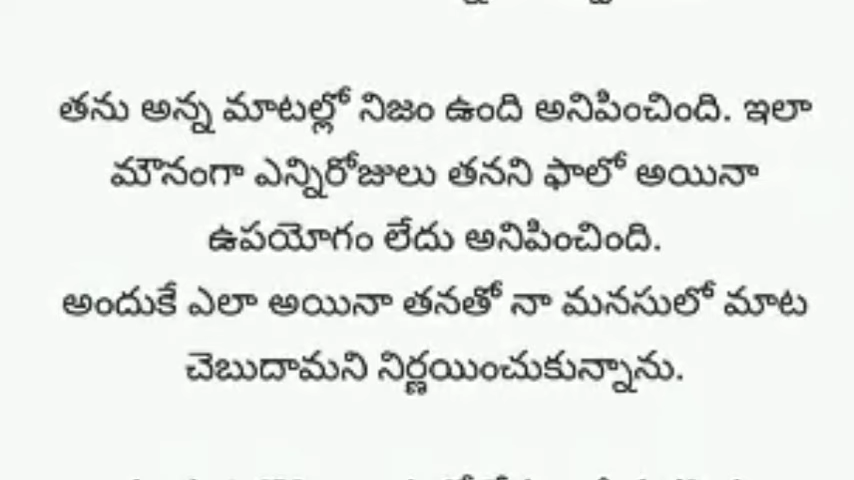 తను అన్న మాటల్లో నిజం ఉంది అనిపించింది. ఇలా
మౌనంగా ఎన్నిరోజులు తనని ఫాలో అయినా
ఉపయోగం లేదు అనిపించింది.
అందుకే ఎలా అయినా తనతో నా మనసులో మాట
చెబుదామని నిర్ణయించుకున్నాను.